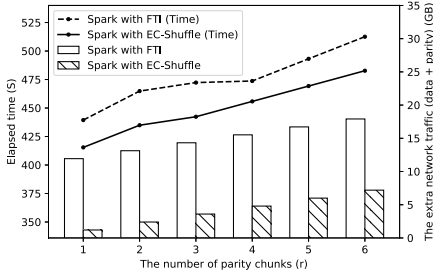 Spark with FTI (Time)
Spark with EC-Shuffle (Time)
Spark with FTI
Spark with EC-Shuffle
Elapsed time (S)
525
500
475
450
425
400
375
350
35
30
25
20
15
10
5
0
The extra network traffic (data + parity) (GB)
1 2 3 4 5 6
The number of parity chunks (r)